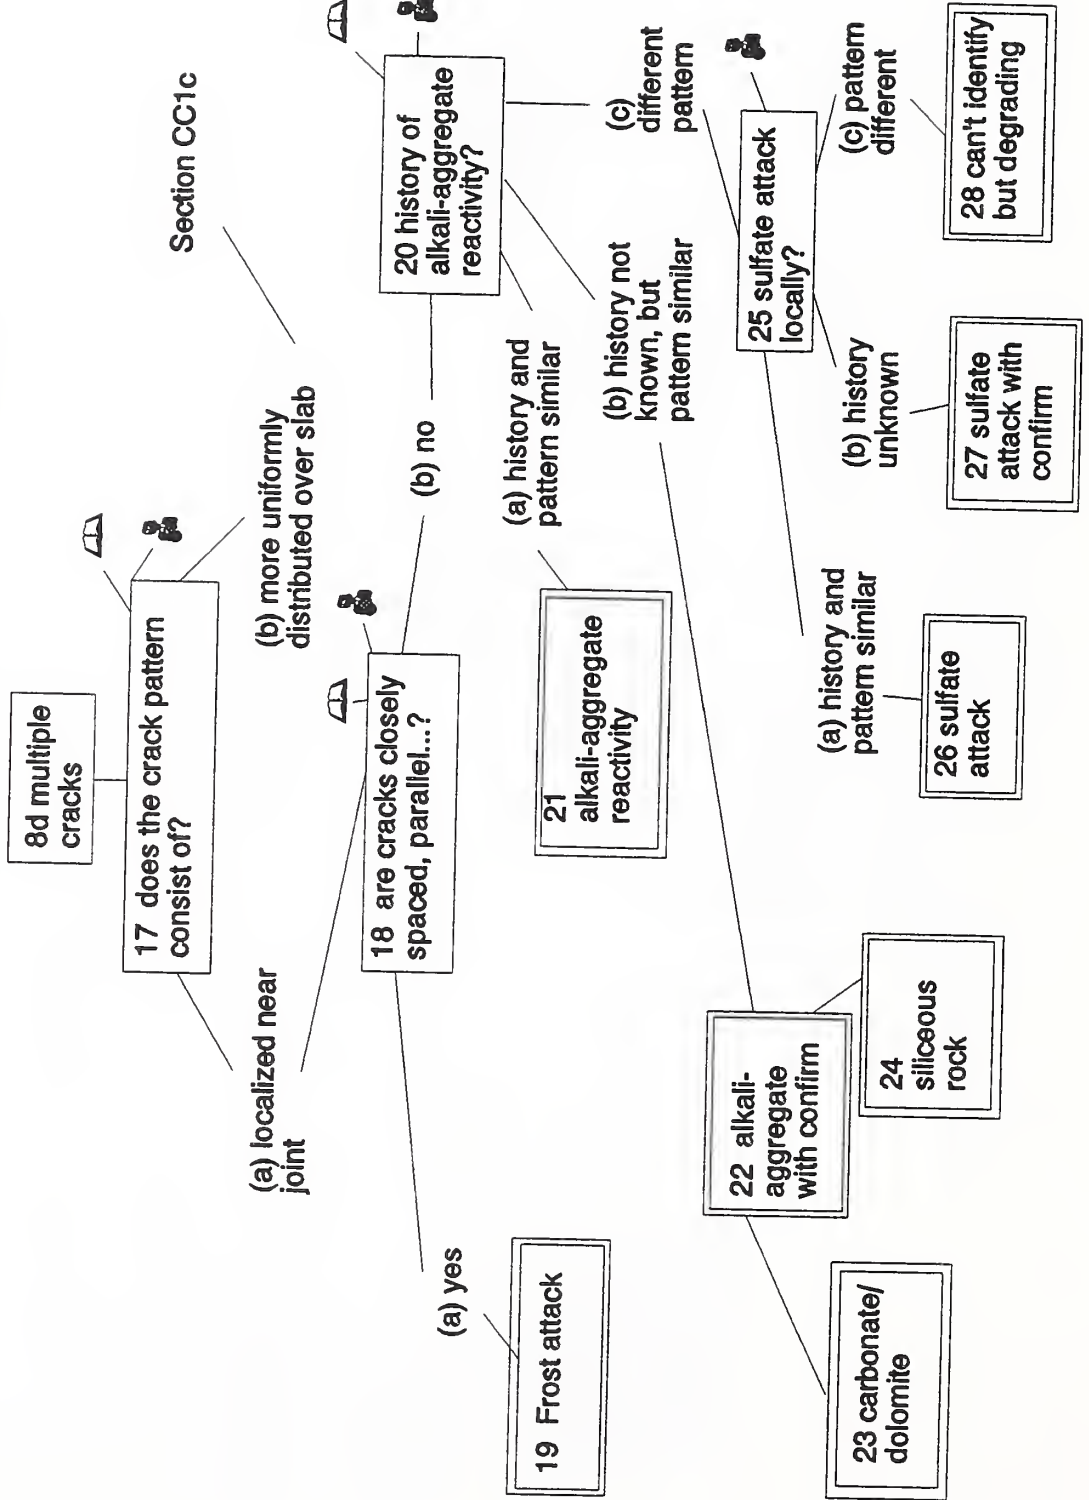 8d multiple
cracks
17 does the crack pattern
consist of?
(a) localized near
joint
(b) more uniformly
distributed over slab
Section CC1c
18 are cracks closely
spaced, parallel...?
(a) yes
(b) no
19 Frost attack
20 history of
alkali-aggregate
reactivity?
(a) history and
pattern similar
(b) history not
known, but
pattern similar
(c)
different
pattern
21
alkali-aggregate
reactivity
22 alkali-
aggregate
with confirm
23 carbonate/
dolomite
24
siliceous
rock
25 sulfate attack
locally?
(a) history and
pattern similar
(b) history
unknown
(c) pattern
different
26 sulfate
attack
27 sulfate
attack with
confirm
28 can't identify
but degrading